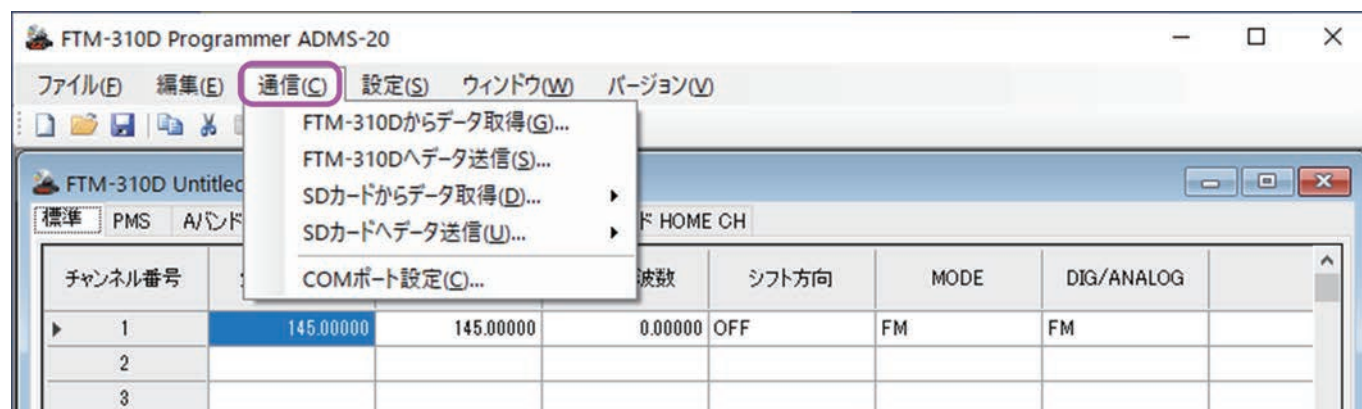 FTM-310D Programmer ADMS-20
ファイル(F) 編集(E) 通信(C) 設定(S) ウィンドウ(W) バージョン(V)
FTM-310Dからデータ取得(G)...
FTM-310Dへデータ送信(S)...
SDカードからデータ取得(D)...
SDカードへデータ送信(U)...
COMポート設定(C)...
FTM-310D Untitled
標準 PMS Aバンド ド HOME CH
チャンネル番号 波数 シフト方向 MODE DIG/ANALOG
1 145.00000 145.00000 0.00000 OFF FM FM
2
3